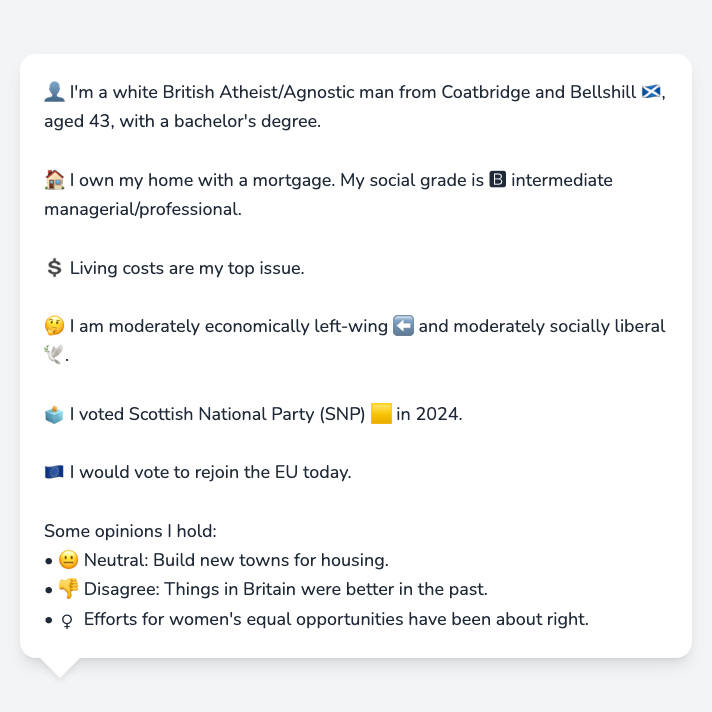 👤 I'm a white British Atheist/Agnostic man from Coatbridge and Bellshill 🏴󠁧󠁢󠁳󠁣󠁴󠁿,
aged 43, with a bachelor's degree.
🏠 I own my home with a mortgage. My social grade is 🅱 intermediate
managerial/professional.
💲 Living costs are my top issue.
🤔 I am moderately economically left-wing ⬅️ and moderately socially liberal
🕊️.
🗳️ I voted Scottish National Party (SNP) 🟨 in 2024.
🇪🇺 I would vote to rejoin the EU today.
Some opinions I hold:
• 😐 Neutral: Build new towns for housing.
• 👎 Disagree: Things in Britain were better in the past.
• ♀ Efforts for women's equal opportunities have been about right.